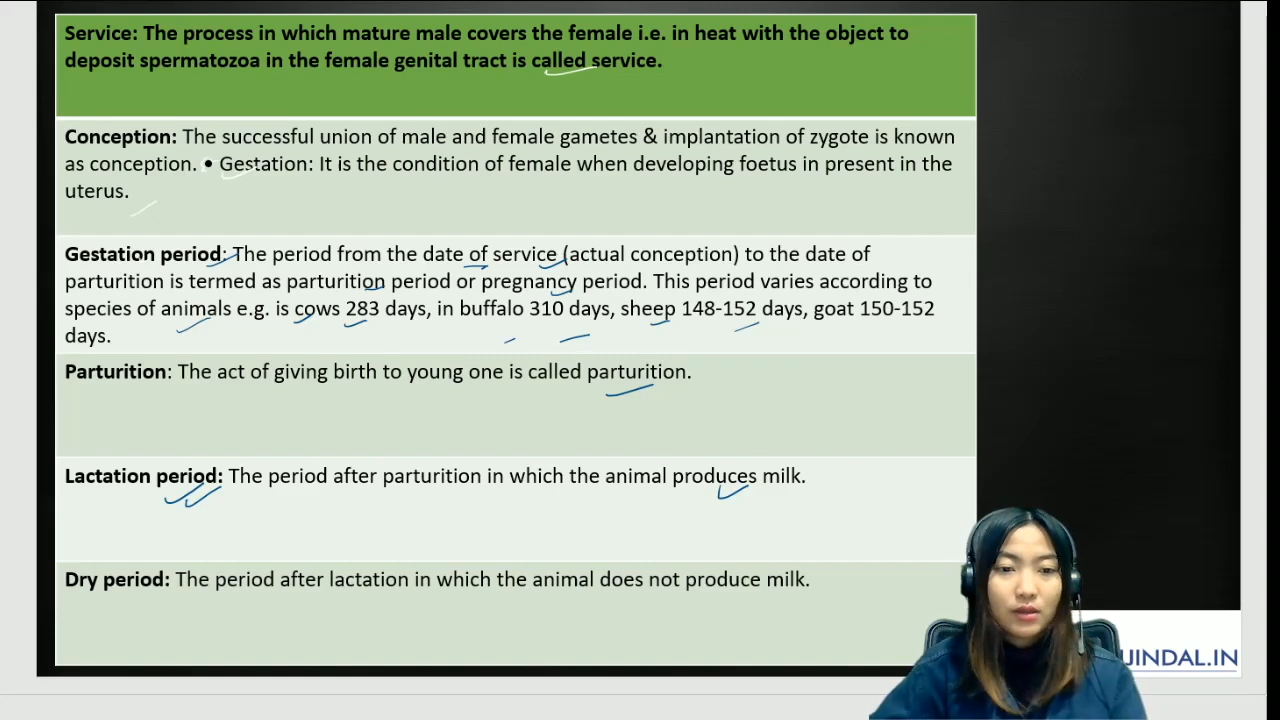 Service: The process in which mature male covers the female i.e. in heat with the object to
deposit spermatozoa in the female genital tract is called service.
Conception: The successful union of male and female gametes & implantation of zygote is known
as conception. • Gestation: It is the condition of female when developing foetus in present in the
uterus.
Gestation period: The period from the date of service (actual conception) to the date of
parturition is termed as parturition period or pregnancy period. This period varies according to
species of animals e.g. is cows 283 days, in buffalo 310 days, sheep 148-152 days, goat 150-152
days.
Parturition: The act of giving birth to young one is called parturition.
Lactation period: The period after parturition in which the animal produces milk.
Dry period: The period after lactation in which the animal does not produce milk.
JINDAL.IN